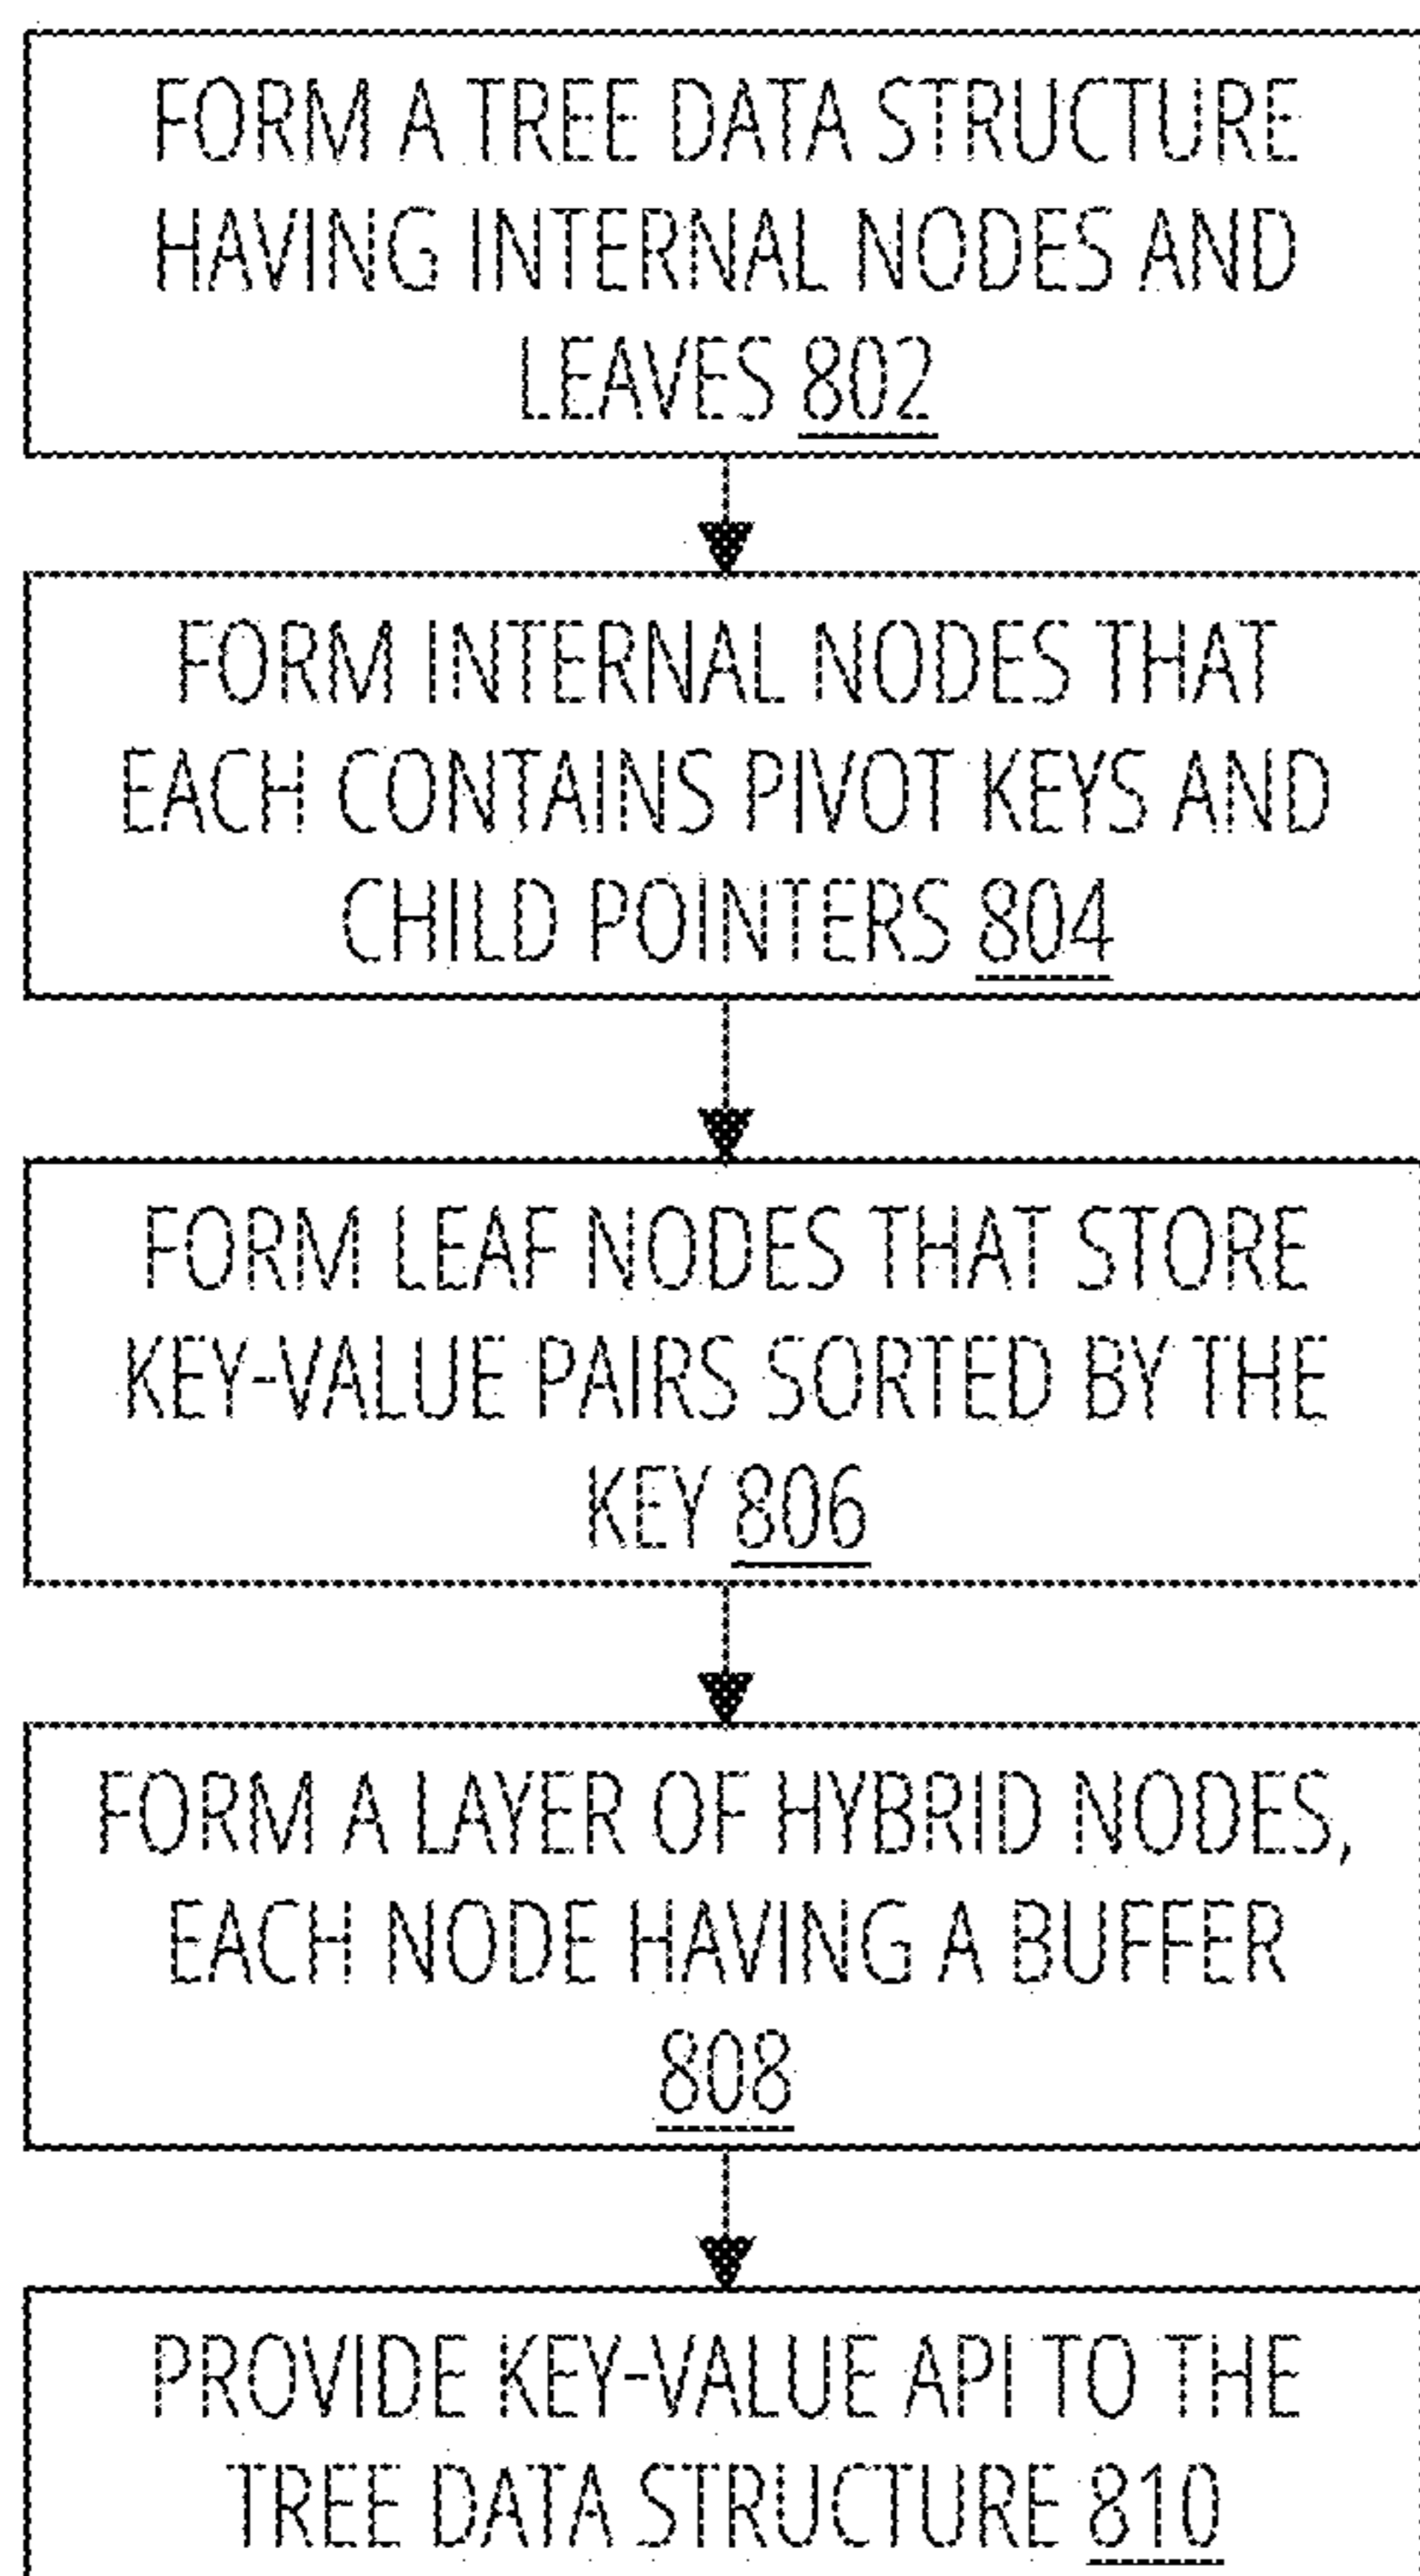 FORM A TREE DATA STRUCTURE
HAVING INTERNAL NODES AND
LEAVES 802
FORM INTERNAL NODES THAT
EACH CONTAINS PIVOT KEYS AND
CHILD POINTERS 804
FORM LEAF NODES THAT STORE
KEY-VALUE PAIRS SORTED BY THE
KEY 806
FORM A LAYER OF HYBRID NODES,
EACH NODE HAVING A BUFFER
808
PROVIDE KEY-VALUE API TO THE
TREE DATA STRUCTURE 810